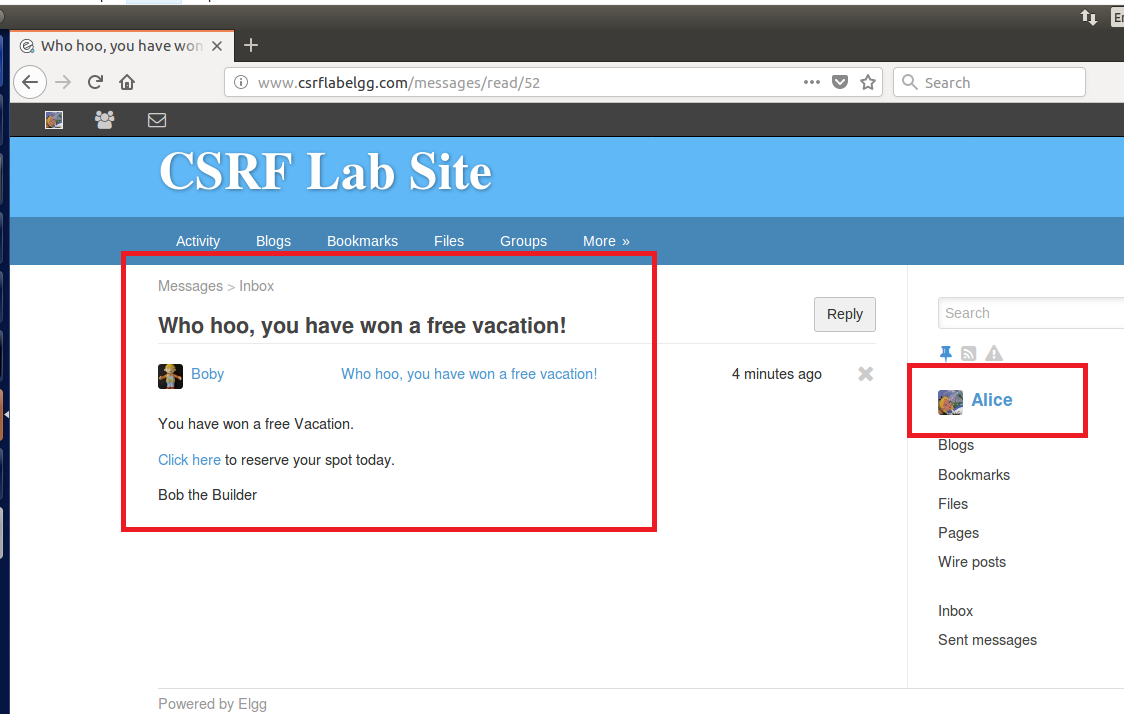 En
Who hoo, you have won
www.csrflabelgg.com/messages/read/52
Search
CSRF Lab Site
Activity Blogs Bookmarks Files Groups More »
Messages > Inbox
Who hoo, you have won a free vacation!
Reply
Boby Who hoo, you have won a free vacation! 4 minutes ago
You have won a free Vacation.
Click here to reserve your spot today.
Bob the Builder
Search
Alice
Blogs
Bookmarks
Files
Pages
Wire posts
Inbox
Sent messages
Powered by Elgg